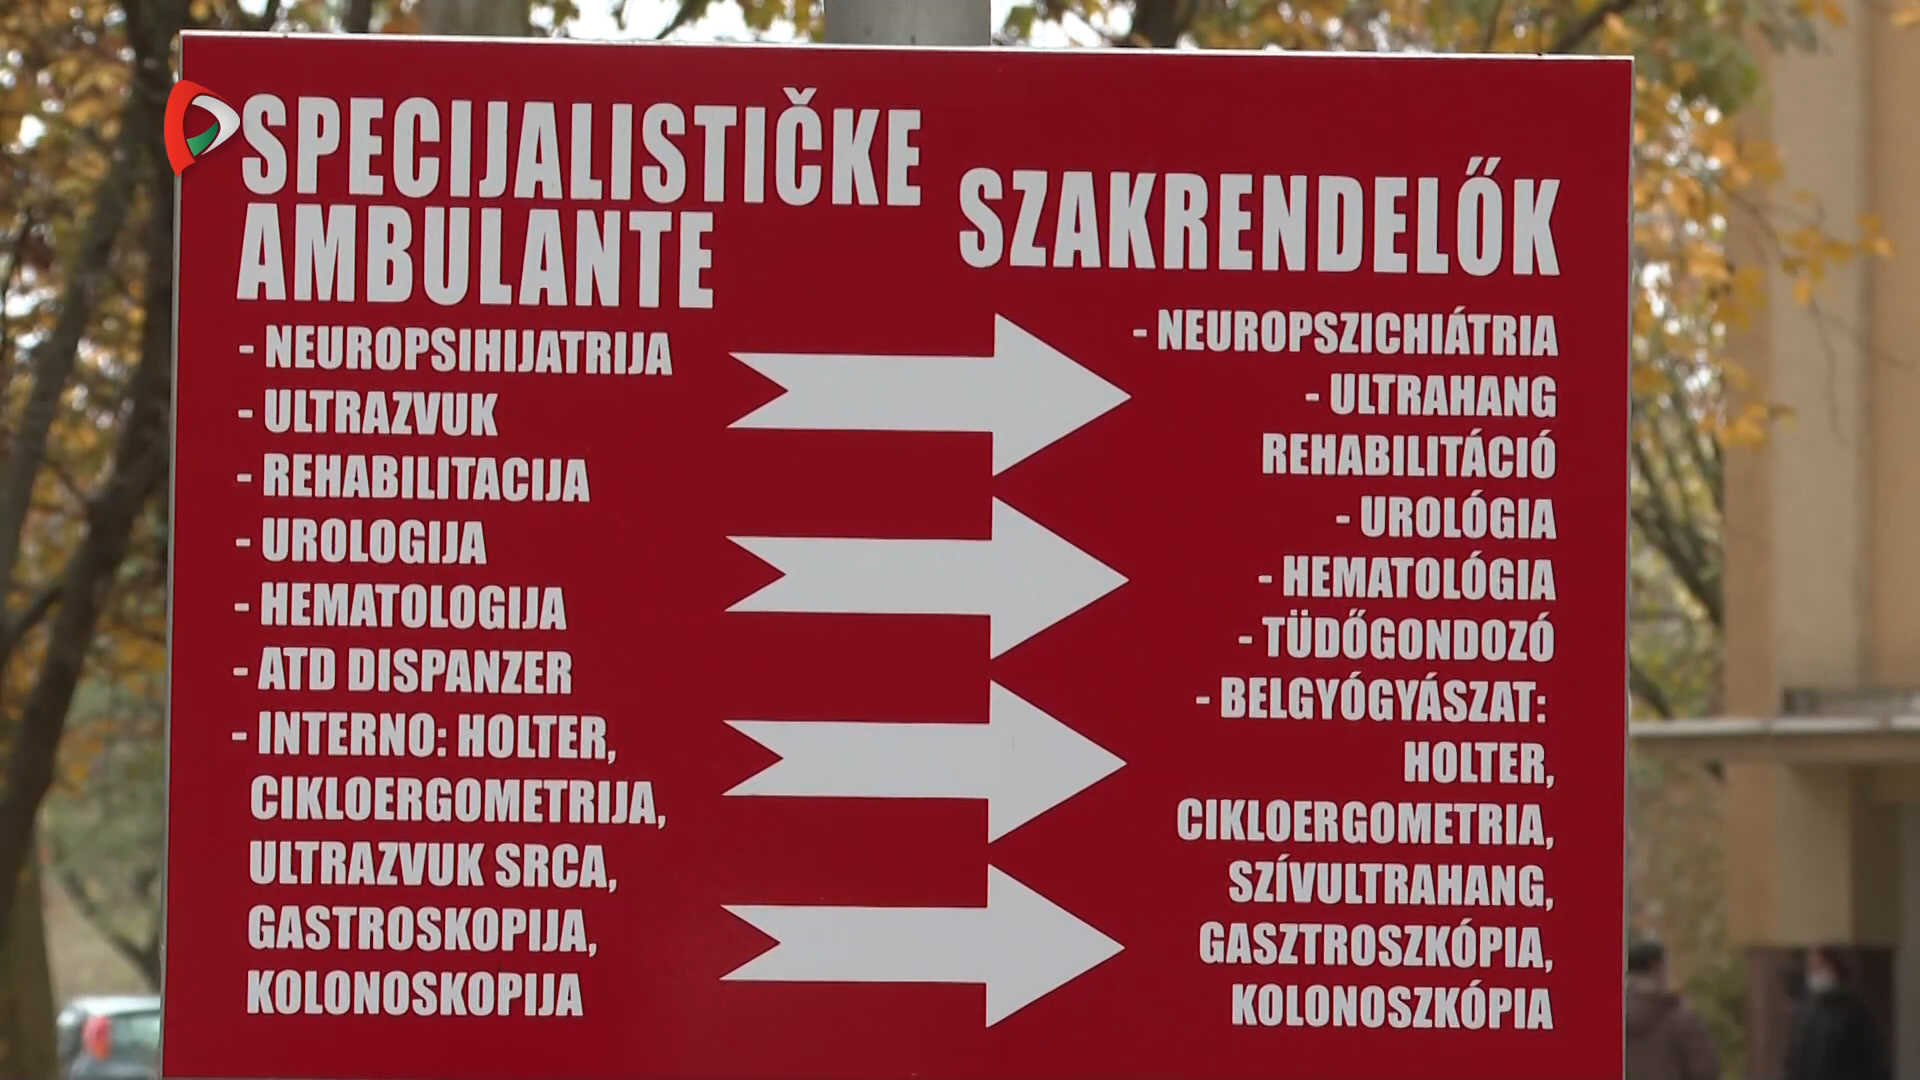 SPECIJALISTIČKE
AMBULANTE
- NEUROPSIHIJATRIJA
- ULTRAZVUK
- REHABILITACIJA
- UROLOGIJA
- HEMATOLOGIJA
- ATD DISPANZER
- INTERNO: HOLTER,
CIKLOERGOMETRIJA,
ULTRAZVUK SRCA,
GASTROSKOPIJA,
KOLONOSKOPIJA
SZAKRENDELŐK
- NEUROPSZICHIÁTRIA
- ULTRAHANG
REHABILITÁCIÓ
- UROLÓGIA
- HEMATOLÓGIA
- TÜDŐGONDOZÓ
- BELGYÓGYÁSZAT:
HOLTER,
CIKLOERGOMETRIA,
SZÍVULTRAHANG,
GASZTROSZKÓPIA,
KOLONOSZKÓPIA